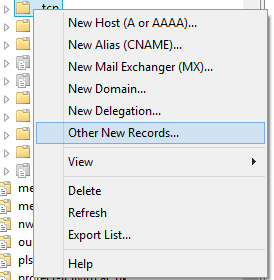 _tcp
New Host (A or AAAA)...
New Alias (CNAME)...
New Mail Exchanger (MX)...
New Domain...
New Delegation...
Other New Records...
View
Delete
me
Refresh
me
nw
Export List...
ou
pls
Help